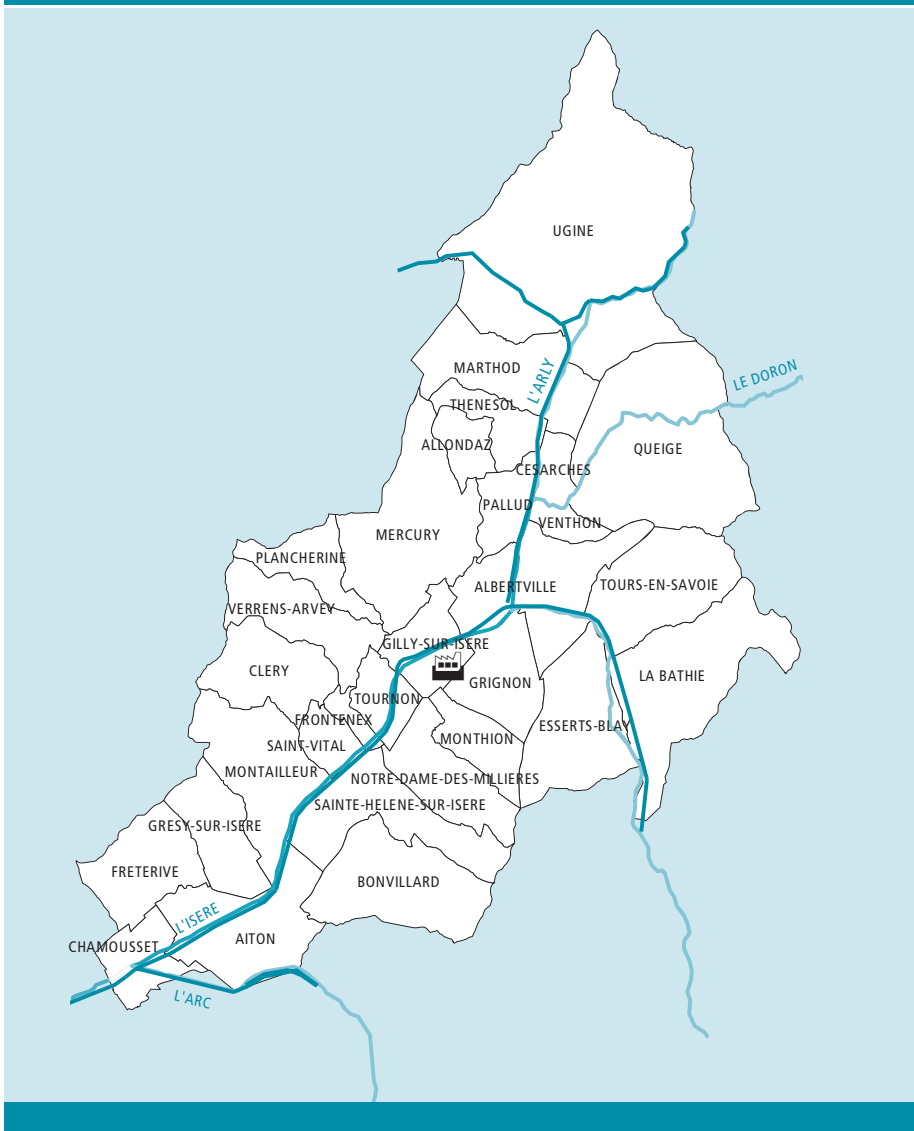 UGINE
MARTHOD
L'ARLY
LE DORON
THENESOL
ALLONDAZ
QUEIGE
CESARCHES
PALLUD
VENTHON
MERCURY
PLANCHERINE
ALBERTVILLE
TOURS-EN-SAVOIE
VERRENS-ARVEY
GILLY-SUR-ISERE
CLERY
GRIGNON
LA BATHIE
TOURNON
FRONTENEX
ESSERTS-BLAY
SAINT-VITAL
MONTHION
MONTAILLEUR
NOTRE-DAME-DES-MILLIERES
SAINTE-HELENE-SUR-ISERE
GRESY-SUR-ISERE
FRETERIVE
BONVILLARD
L'ISERE
AITON
CHAMOUSSET
L'ARC